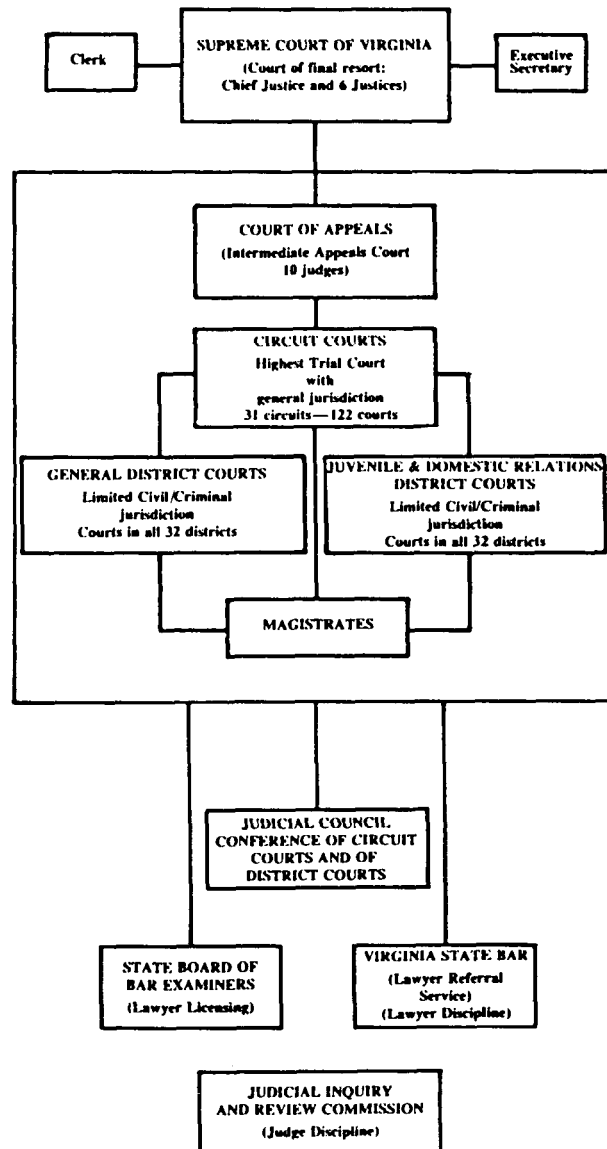 Clerk
SUPREME COURT OF VIRGINIA
(Court of final resort:
Chief Justice and 6 Justices)
Executive
Secretary
COURT OF APPEALS
(Intermediate Appeals Court
10 judges)
CIRCUIT COURTS
Highest Trial Court
with
general jurisdiction
31 circuits—122 courts
GENERAL DISTRICT COURTS
Limited Civil/Criminal
jurisdiction
Courts in all 32 districts
JUVENILE & DOMESTIC RELATIONS
DISTRICT COURTS
Limited Civil/Criminal
jurisdiction
Courts in all 32 districts
MAGISTRATES
JUDICIAL COUNCIL
CONFERENCE OF CIRCUIT
COURTS AND OF
DISTRICT COURTS
STATE BOARD OF
BAR EXAMINERS
(Lawyer Licensing)
VIRGINIA STATE BAR
(Lawyer Referral
Service)
(Lawyer Discipline)
JUDICIAL INQUIRY
AND REVIEW COMMISSION
(Judge Discipline)